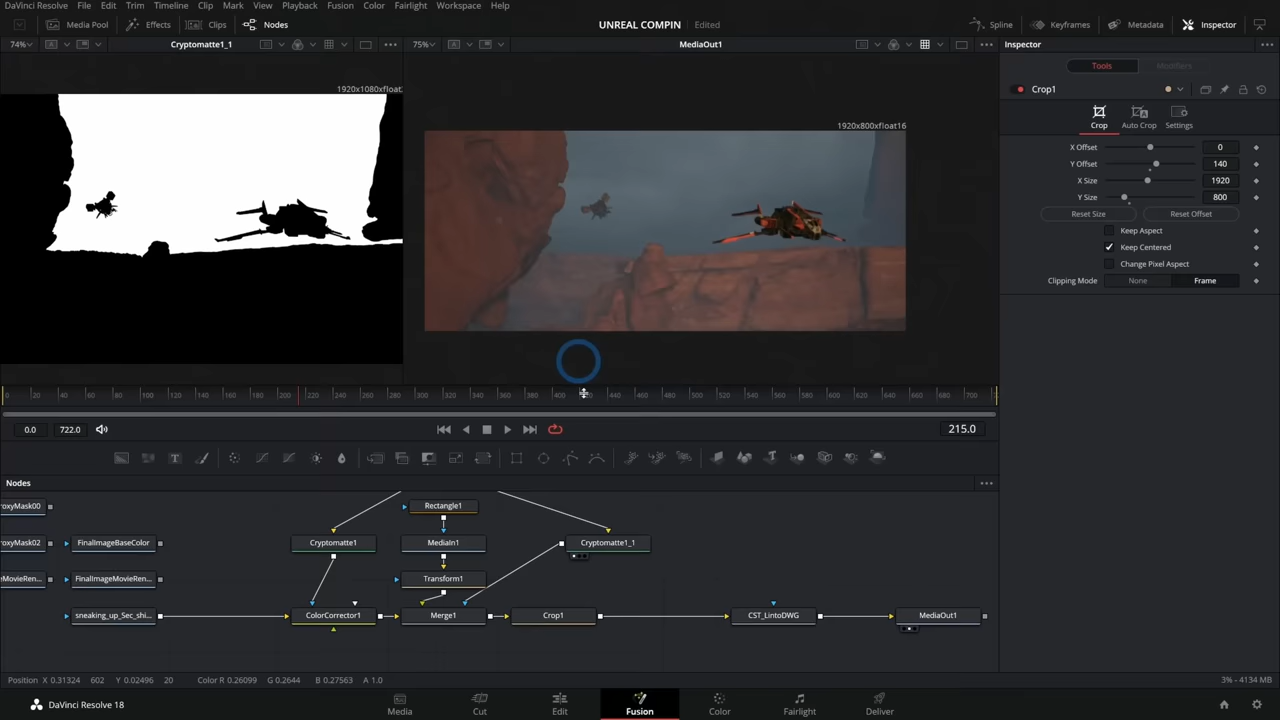 DaVinci Resolve File Edit Trim Timeline Clip Mark View Playback Fusion Color Fairlight Workspace Help
Media Pool Effects Clips Nodes UNREAL COMPIN Edited Spline Keyframes Metadata Inspector
74% Cryptomatte1_1 75% MediaOut1 Inspector
Tools Modifiers
1920x1080xfloat
Crop1
1920x800xfloat16
Crop Auto Crop Settings
X Offset 0
Y Offset 140
X Size 1920
Y Size 800
Reset Size Reset Offset
Keep Aspect
Keep Centered
Change Pixel Aspect
Clipping Mode None Frame
0 20 40 60 80 100 120 140 160 180 200 220 240 260 280 300 320 340 360 380 400 420 440 460 480 500 520 540 560 580 600 620 640 660 680 700
0.0 722.0 215.0
Nodes
oxyMask00 Rectangle1
oxyMask02 FinalImageBaseColor Cryptomatte1 MediaIn1 Cryptomatte1_1
eMovieRen... FinalImageMovieRen... Transform1
sneaking_up_Sec_shi... ColorCorrector1 Merge1 Crop1 CST_LintoDWG MediaOut1
Position X 0.31324 602 Y 0.02496 20 Color R 0.26099 G 0.2644 B 0.27563 A 1.0 3% - 4134 MB
DaVinci Resolve 18 Media Cut Edit Fusion Color Fairlight Deliver